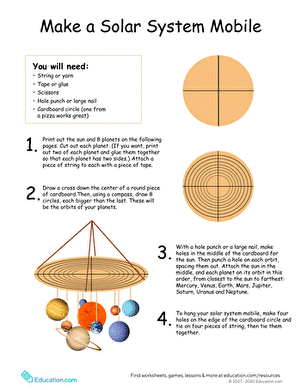 Make a Solar System Mobile
You will need:
• String or yarn
• Tape or glue
• Scissors
• Hole punch or large nail
• Cardboard circle (one from
a pizza works great)
1. Print out the sun and 8 planets on the following
pages. Cut out each planet. (If you want, print
out two of each planet and glue them together
so that each planet has two sides.) Attach a
piece of string to each with a piece of tape.
2. Draw a cross down the center of a round piece
of cardboard. Then, using a compass, draw 8
circles, each bigger than the last. These will
be the orbits of your planets.
3. With a hole punch or a large nail, make
holes in the middle of the cardboard for
the sun. Then punch a hole on each orbit,
spacing them out. Attach the sun in the
middle, and each planet on its orbit in this
order, from closest to the sun to farthest:
Mercury, Venus, Earth, Mars, Jupiter,
Saturn, Uranus and Neptune.
4. To hang your solar system mobile, make four
holes on the edge of the cardboard circle and
tie on four pieces of string, then tie them
together.
Education.com
Find worksheets, games, lessons & more at education.com/resources
© 2007 - 2020 Education.com